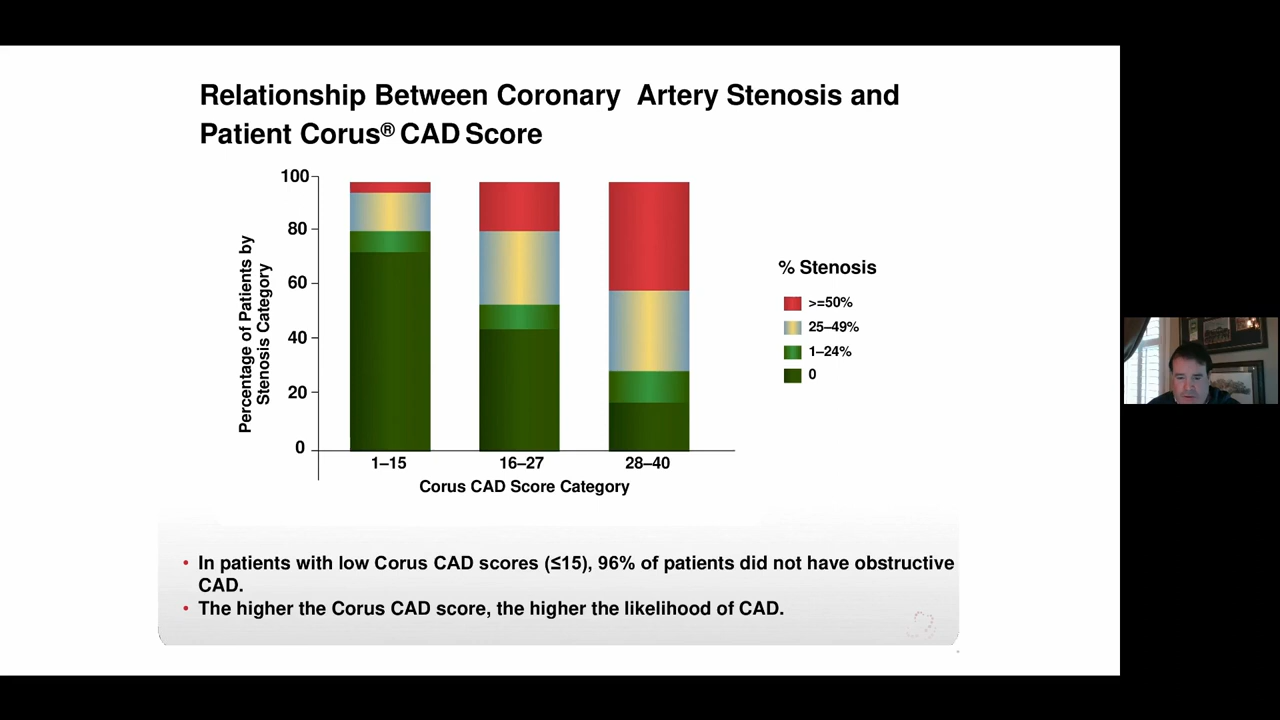 Relationship Between Coronary Artery Stenosis and
Patient Corus® CAD Score
100
80
60
40
20
0
Percentage of Patients by
Stenosis Category
1–15
16–27
28–40
Corus CAD Score Category
% Stenosis
>=50%
25–49%
1–24%
0
• In patients with low Corus CAD scores (≤15), 96% of patients did not have obstructive
CAD.
• The higher the Corus CAD score, the higher the likelihood of CAD.